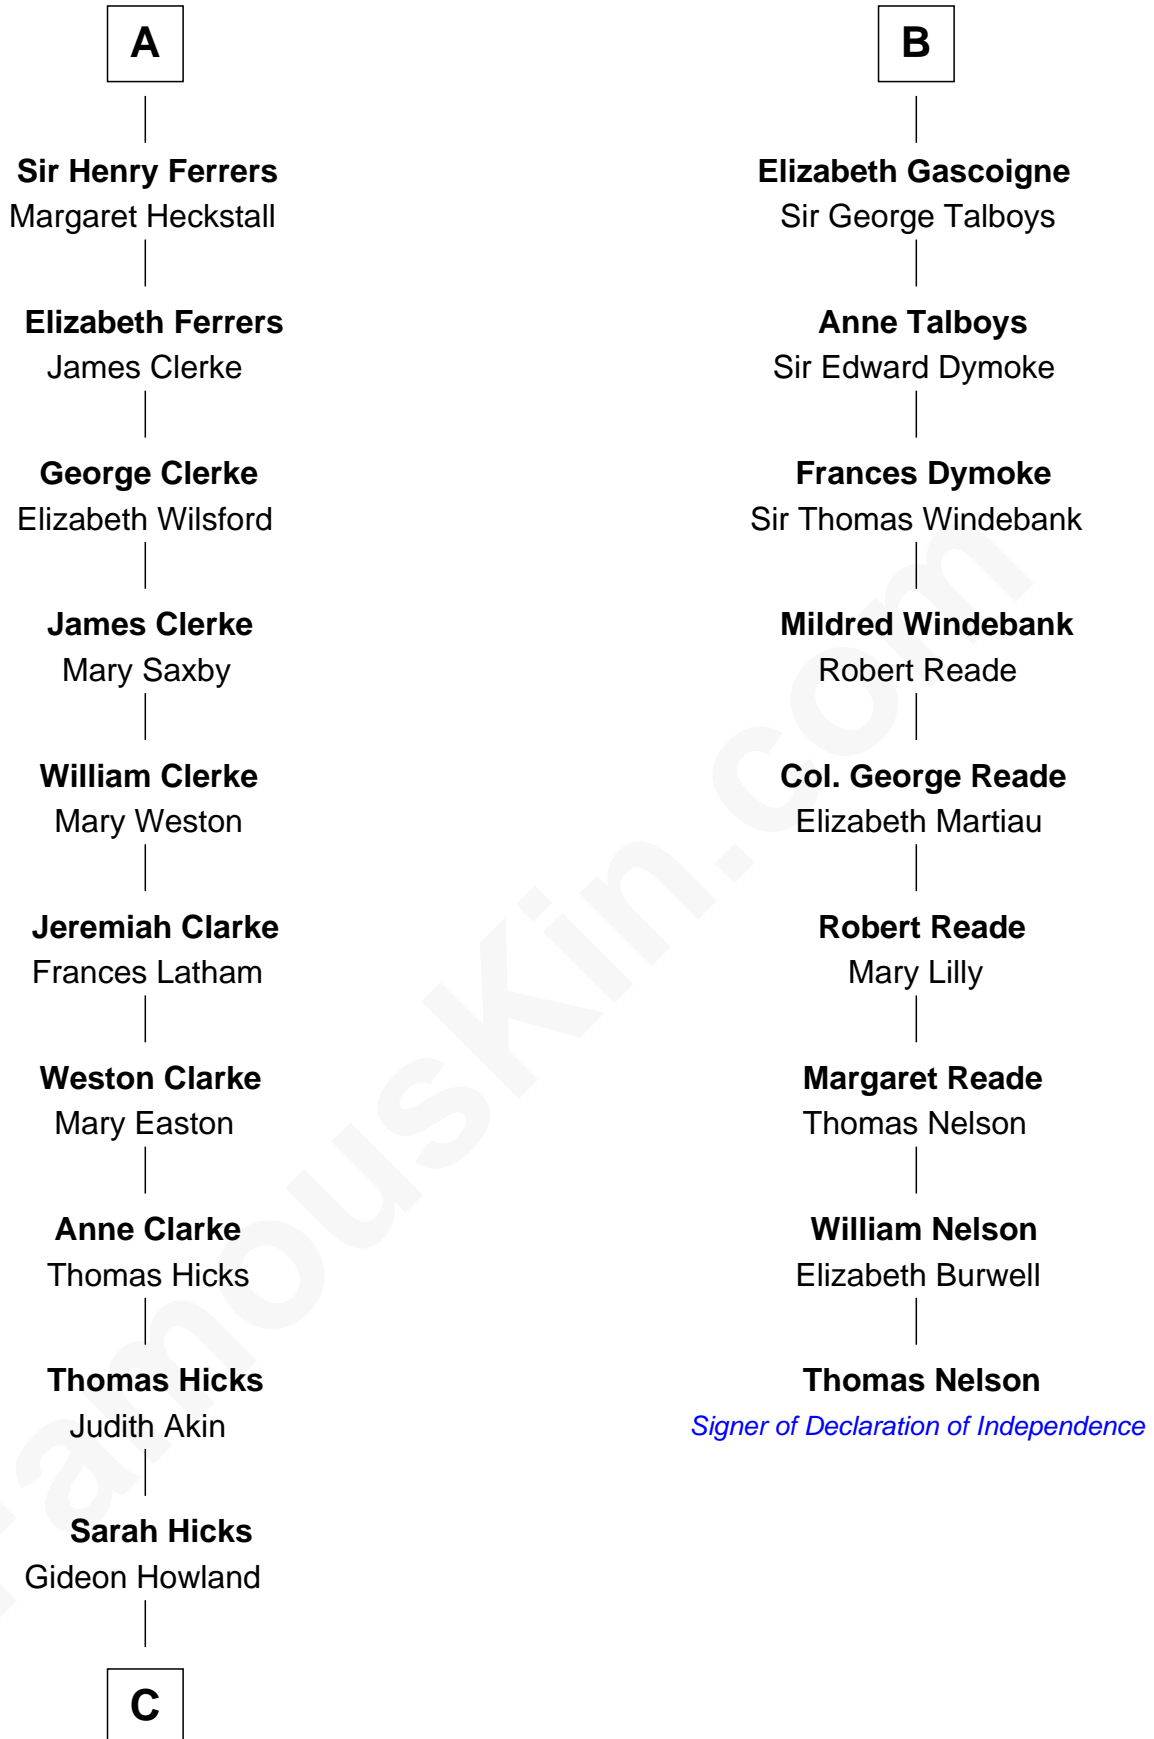 A
Sir Henry Ferrers
Margaret Heckstall
Elizabeth Ferrers
James Clerke
George Clerke
Elizabeth Wilsford
James Clerke
Mary Saxby
William Clerke
Mary Weston
Jeremiah Clarke
Frances Latham
Weston Clarke
Mary Easton
Anne Clarke
Thomas Hicks
Thomas Hicks
Judith Akin
Sarah Hicks
Gideon Howland
C
B
Elizabeth Gascoigne
Sir George Talboys
Anne Talboys
Sir Edward Dymoke
Frances Dymoke
Sir Thomas Windebank
Mildred Windebank
Robert Reade
Col. George Reade
Elizabeth Martiau
Robert Reade
Mary Lilly
Margaret Reade
Thomas Nelson
William Nelson
Elizabeth Burwell
Thomas Nelson
Signer of Declaration of Independence
FamousKin.com